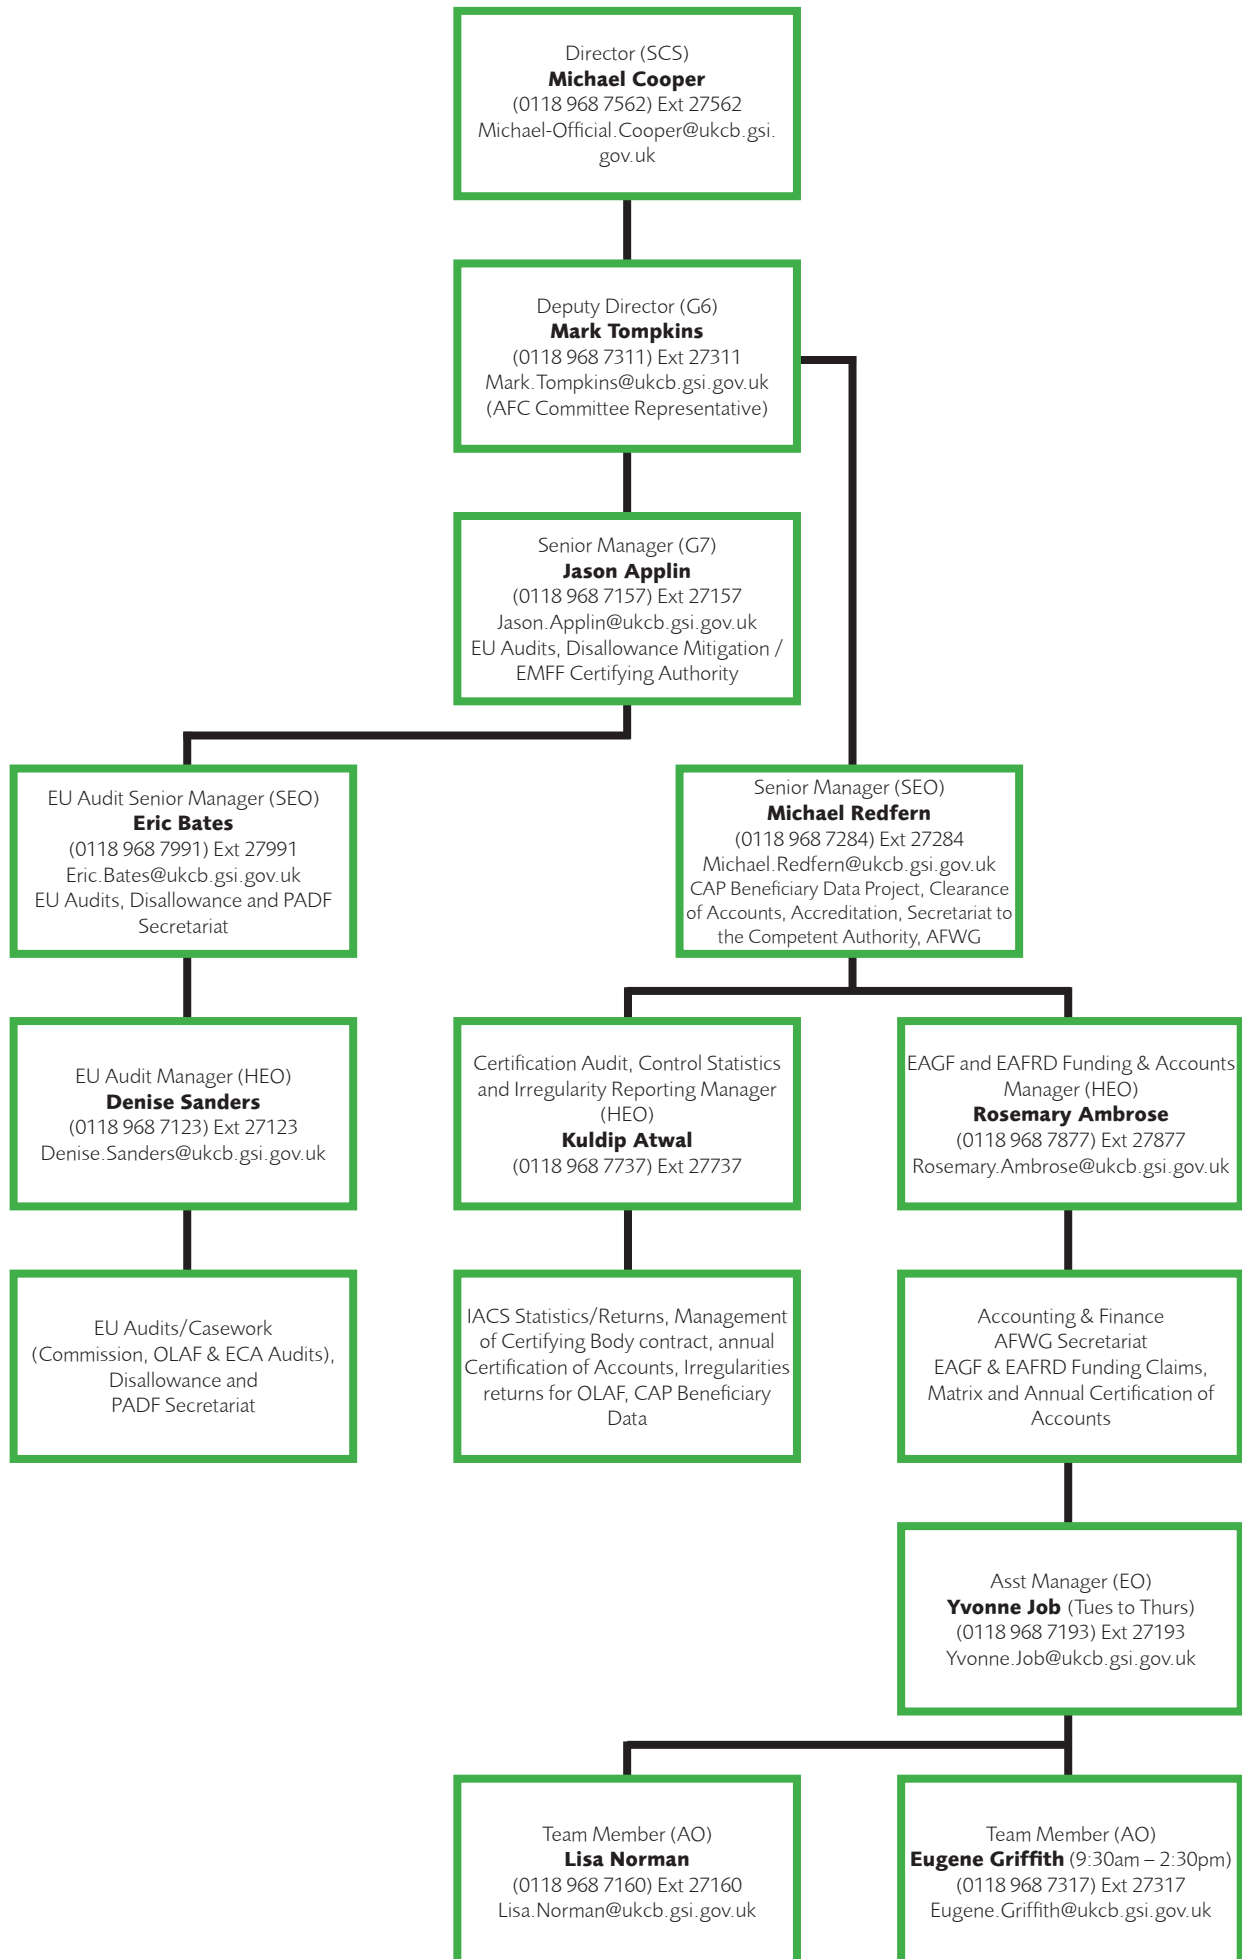 Director (SCS)
Michael Cooper
(0118 968 7562) Ext 27562
Michael-Official.Cooper@ukcb.gsi.
gov.uk
Deputy Director (G6)
Mark Tompkins
(0118 968 7311) Ext 27311
Mark.Tompkins@ukcb.gsi.gov.uk
(AFC Committee Representative)
Senior Manager (G7)
Jason Applin
(0118 968 7157) Ext 27157
Jason.Applin@ukcb.gsi.gov.uk
EU Audits, Disallowance Mitigation /
EMFF Certifying Authority
EU Audit Senior Manager (SEO)
Eric Bates
(0118 968 7991) Ext 27991
Eric.Bates@ukcb.gsi.gov.uk
EU Audits, Disallowance and PADF
Secretariat
Senior Manager (SEO)
Michael Redfern
(0118 968 7284) Ext 27284
Michael.Redfern@ukcb.gsi.gov.uk
CAP Beneficiary Data Project, Clearance
of Accounts, Accreditation, Secretariat to
the Competent Authority, AFWG
EU Audit Manager (HEO)
Denise Sanders
(0118 968 7123) Ext 27123
Denise.Sanders@ukcb.gsi.gov.uk
Certification Audit, Control Statistics
and Irregularity Reporting Manager
(HEO)
Kuldip Atwal
(0118 968 7737) Ext 27737
EAGF and EAFRD Funding & Accounts
Manager (HEO)
Rosemary Ambrose
(0118 968 7877) Ext 27877
Rosemary.Ambrose@ukcb.gsi.gov.uk
EU Audits/Casework
(Commission, OLAF & ECA Audits),
Disallowance and
PADF Secretariat
IACS Statistics/Returns, Management
of Certifying Body contract, annual
Certification of Accounts, Irregularities
returns for OLAF, CAP Beneficiary
Data
Accounting & Finance
AFWG Secretariat
EAGF & EAFRD Funding Claims,
Matrix and Annual Certification of
Accounts
Asst Manager (EO)
Yvonne Job (Tues to Thurs)
(0118 968 7193) Ext 27193
Yvonne.Job@ukcb.gsi.gov.uk
Team Member (AO)
Lisa Norman
(0118 968 7160) Ext 27160
Lisa.Norman@ukcb.gsi.gov.uk
Team Member (AO)
Eugene Griffith (9:30am – 2:30pm)
(0118 968 7317) Ext 27317
Eugene.Griffith@ukcb.gsi.gov.uk